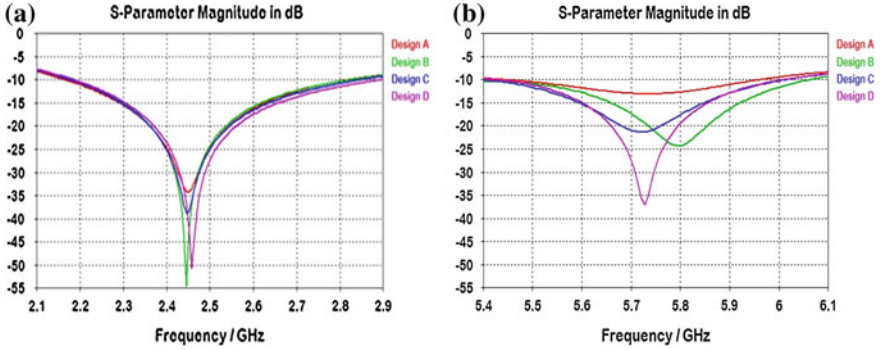 (a)
S-Parameter Magnitude in dB
0
-5
-10
-15
-20
-25
-30
-35
-40
-45
-50
-55
2.1
2.2
2.3
2.4
2.5
2.6
2.7
2.8
2.9
Frequency / GHz
Design A
Design B
Design C
Design D
(b)
S-Parameter Magnitude in dB
0
-5
-10
-15
-20
-25
-30
-35
-40
-45
-50
-55
5.4
5.5
5.6
5.7
5.8
5.9
6
6.1
Frequency / GHz
Design A
Design B
Design C
Design D